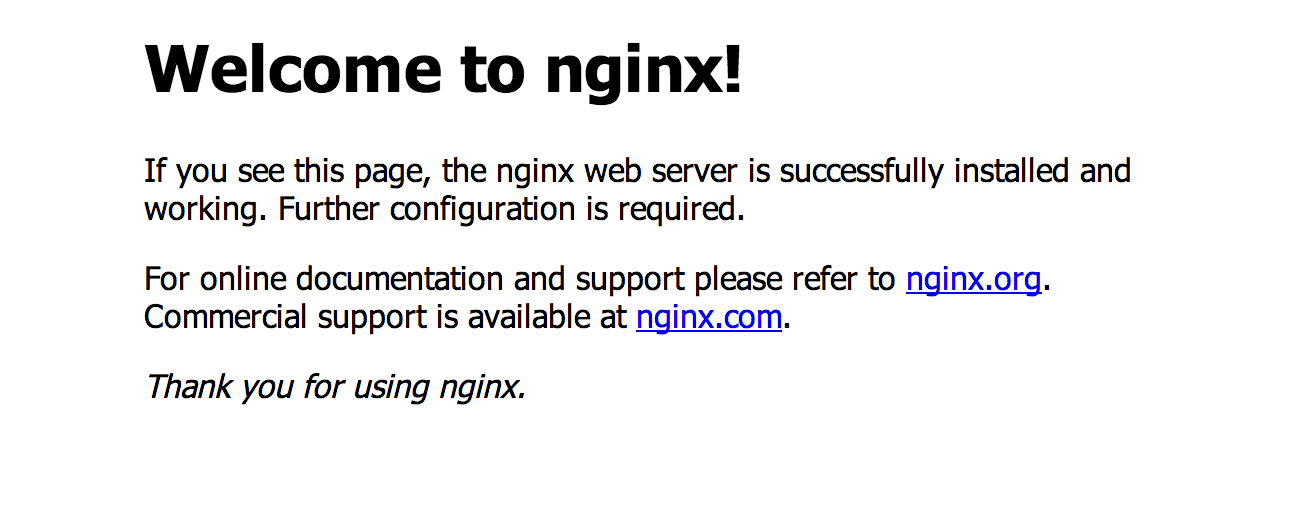 Welcome to nginx!
If you see this page, the nginx web server is successfully installed and
working. Further configuration is required.
For online documentation and support please refer to nginx.org.
Commercial support is available at nginx.com.
Thank you for using nginx.